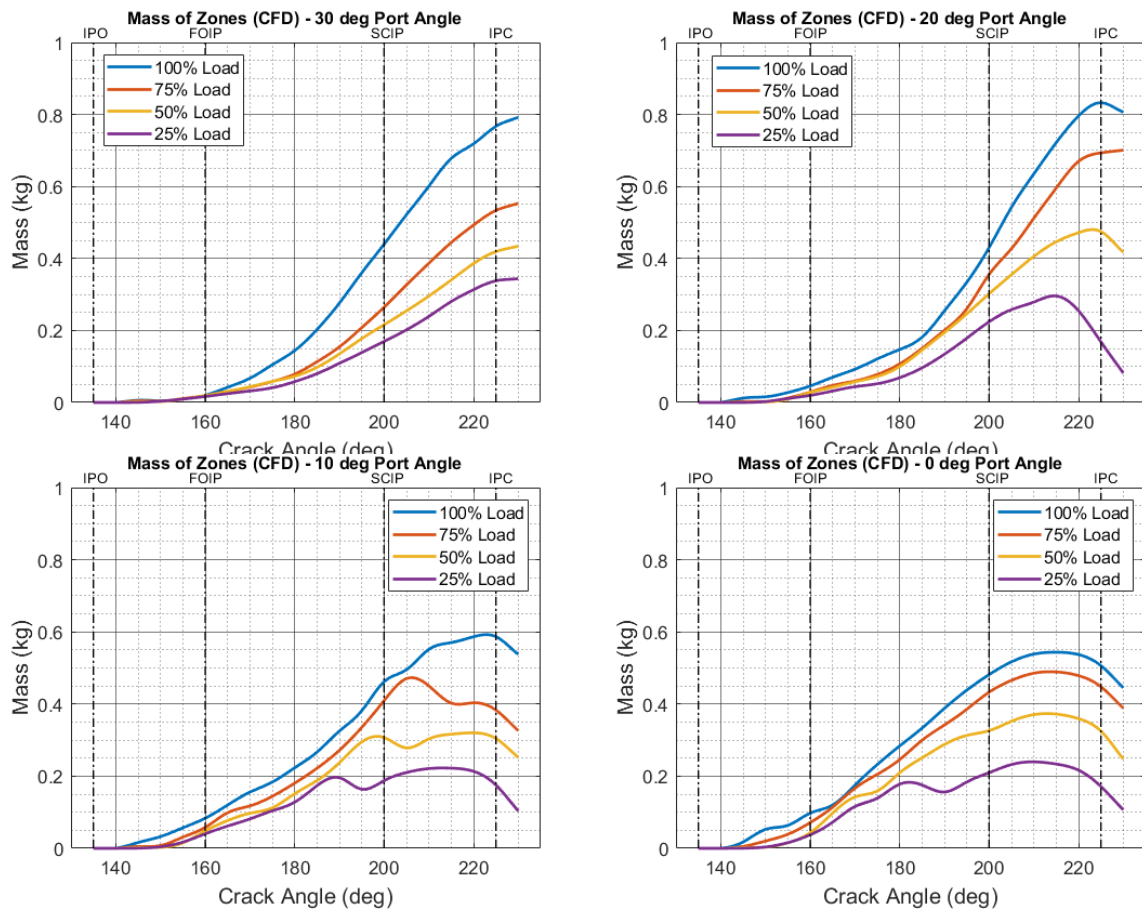 Mass of Zones (CFD) - 30 deg Port Angle
IPO FOIP SCIP IPC
1
0.8
0.6
0.4
0.2
0
Mass (kg)
100% Load
75% Load
50% Load
25% Load
140 160 180 200 220
Crack Angle (deg)
Mass of Zones (CFD) - 20 deg Port Angle
IPO FOIP SCIP IPC
1
0.8
0.6
0.4
0.2
0
Mass (kg)
100% Load
75% Load
50% Load
25% Load
140 160 180 200 220
Crack Angle (deg)
Mass of Zones (CFD) - 10 deg Port Angle
IPO FOIP SCIP IPC
1
0.8
0.6
0.4
0.2
0
Mass (kg)
100% Load
75% Load
50% Load
25% Load
140 160 180 200 220
Crack Angle (deg)
Mass of Zones (CFD) - 0 deg Port Angle
IPO FOIP SCIP IPC
1
0.8
0.6
0.4
0.2
0
Mass (kg)
100% Load
75% Load
50% Load
25% Load
140 160 180 200 220
Crack Angle (deg)